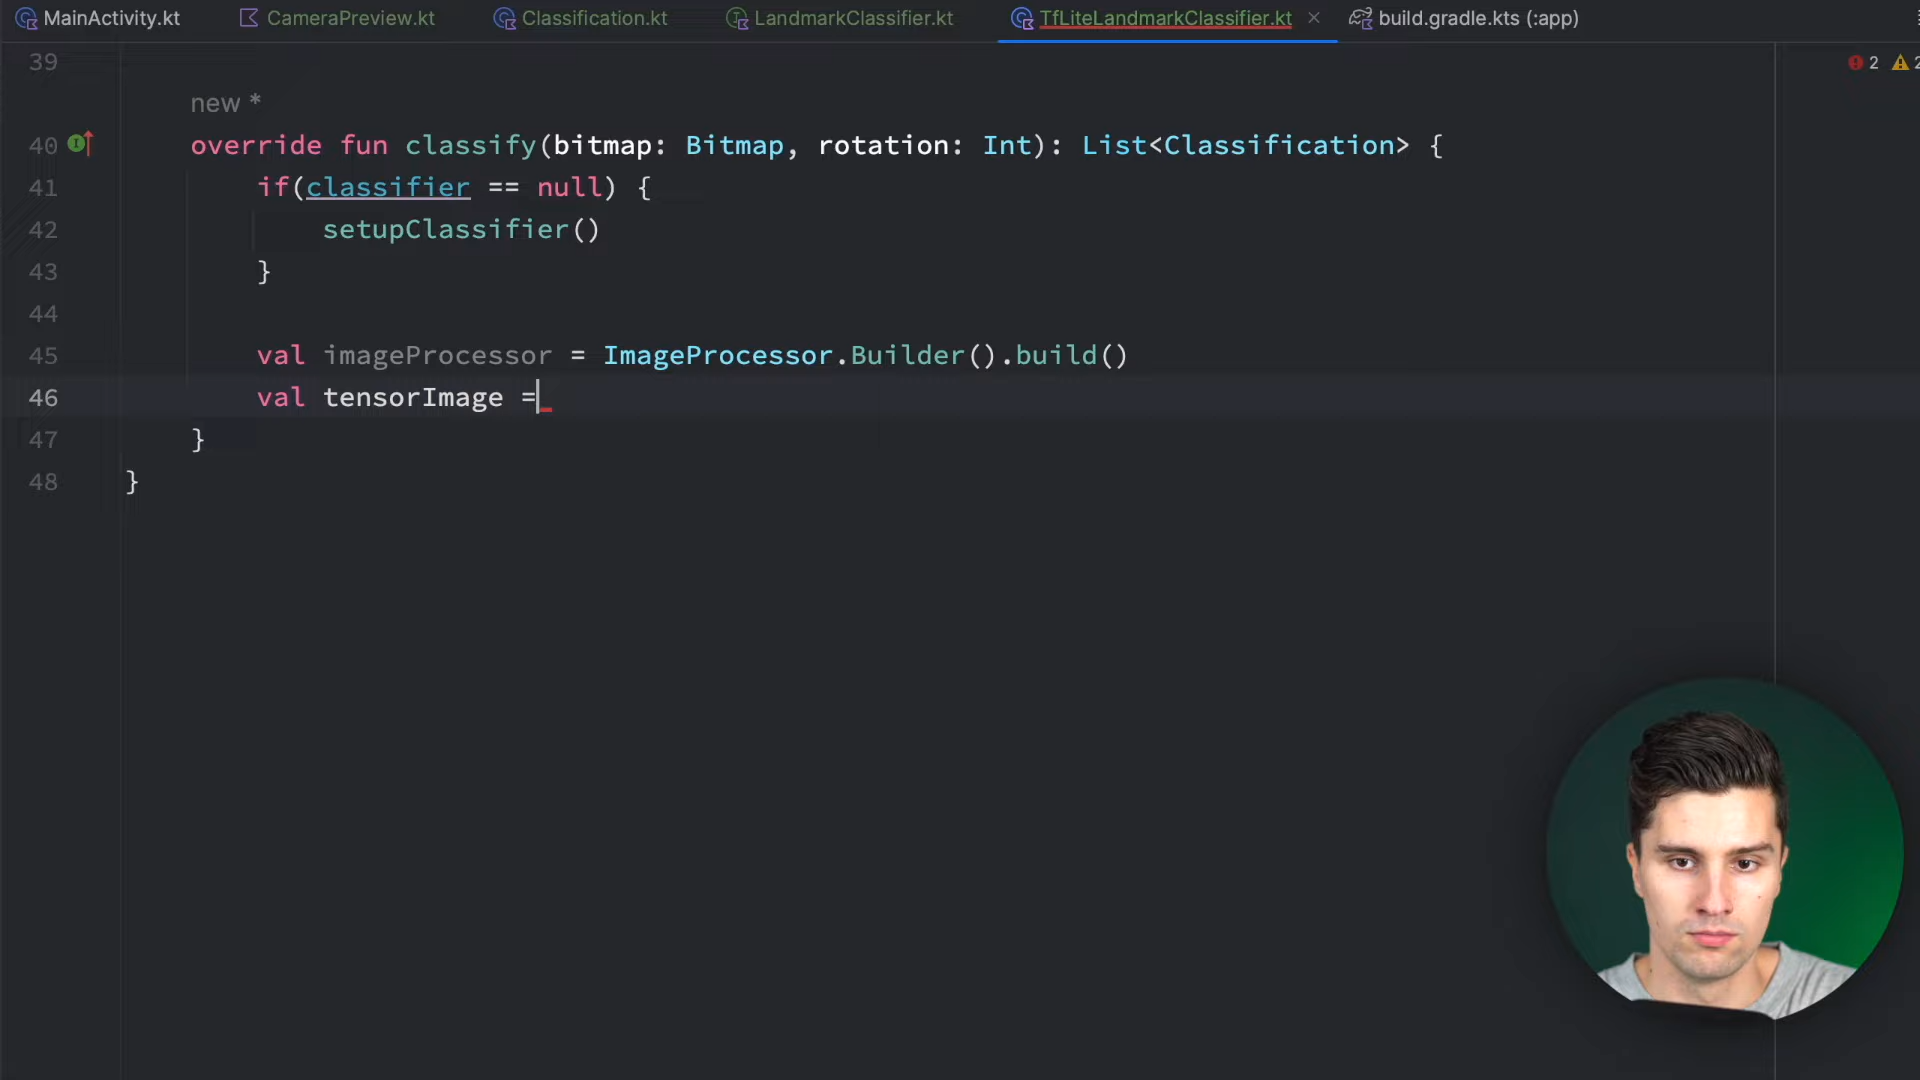 MainActivity.kt CameraPreview.kt Classification.kt LandmarkClassifier.kt TfLiteLandmarkClassifier.kt build.gradle.kts (:app)
39 2 2
new *
40 override fun classify(bitmap: Bitmap, rotation: Int): List<Classification> {
41 if(classifier == null) {
42 setupClassifier()
43 }
44
45 val imageProcessor = ImageProcessor.Builder().build()
46 val tensorImage =
47 }
48 }